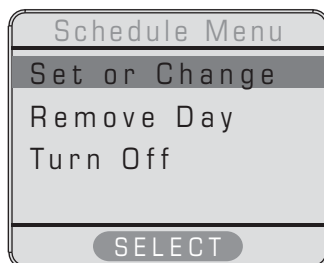 Schedule Menu
Set or Change
Remove Day
Turn Off
SELECT